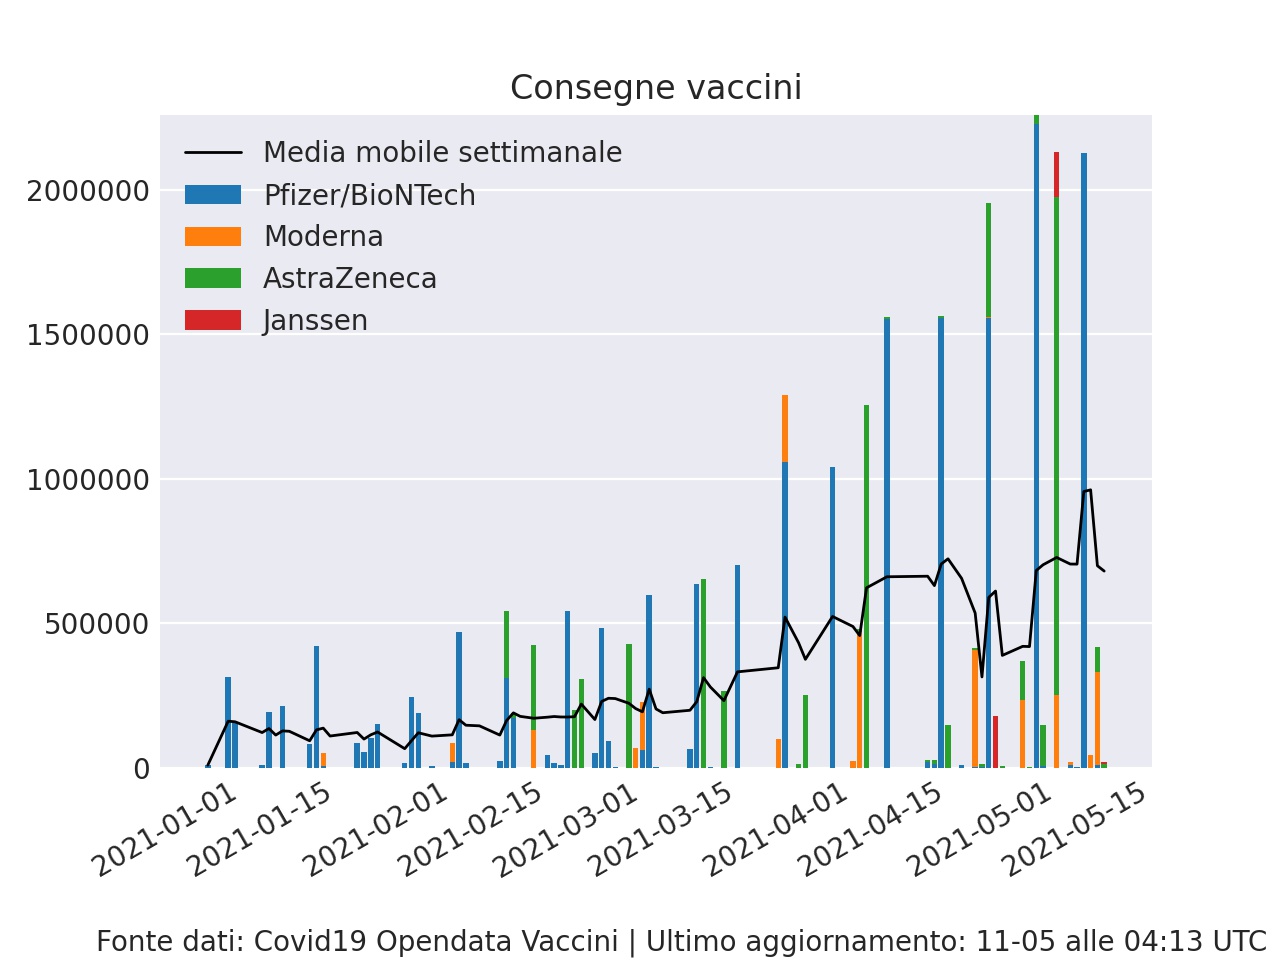 Consegne vaccini
Media mobile settimanale
Pfizer/BioNTech
Moderna
AstraZeneca
Janssen
2000000
1500000
1000000
500000
0
2021-01-01
2021-01-15
2021-02-01
2021-02-15
2021-03-01
2021-03-15
2021-04-01
2021-04-15
2021-05-01
2021-05-15
Fonte dati: Covid19 Opendata Vaccini | Ultimo aggiornamento: 11-05 alle 04:13 UTC